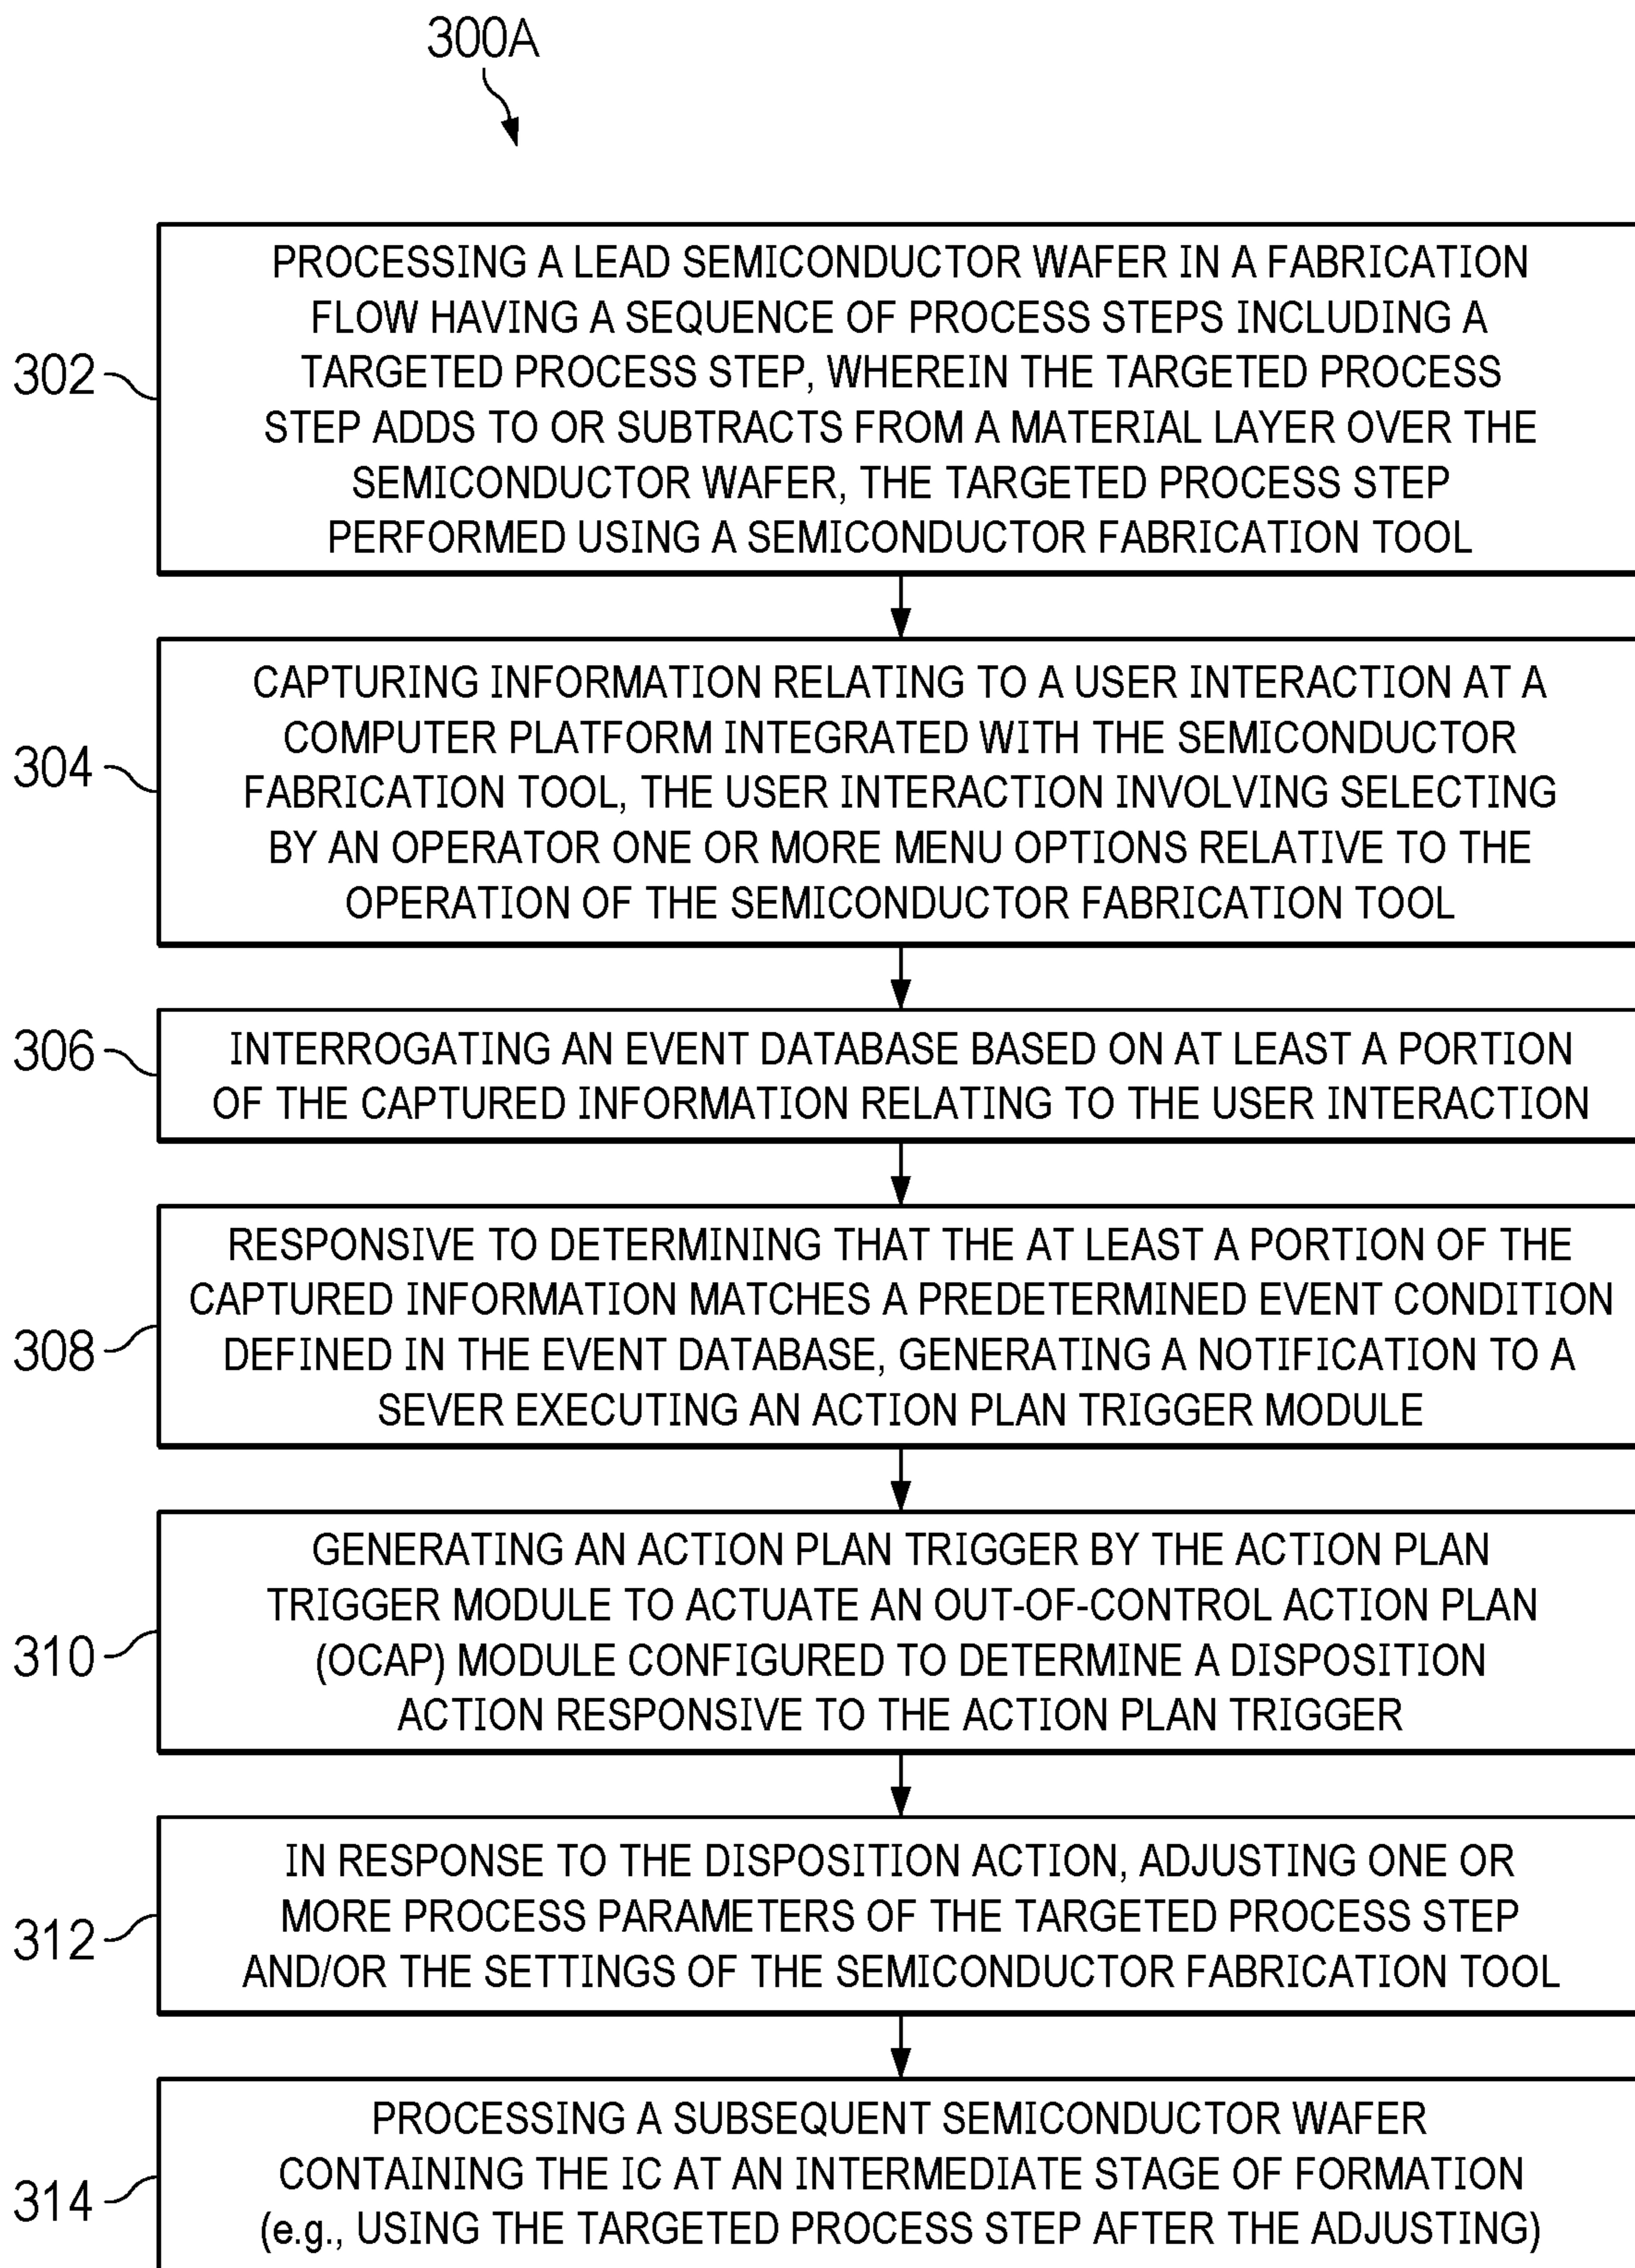 300A
PROCESSING A LEAD SEMICONDUCTOR WAFER IN A FABRICATION
FLOW HAVING A SEQUENCE OF PROCESS STEPS INCLUDING A
TARGETED PROCESS STEP, WHEREIN THE TARGETED PROCESS
STEP ADDS TO OR SUBTRACTS FROM A MATERIAL LAYER OVER THE
SEMICONDUCTOR WAFER, THE TARGETED PROCESS STEP
PERFORMED USING A SEMICONDUCTOR FABRICATION TOOL
302
CAPTURING INFORMATION RELATING TO A USER INTERACTION AT A
COMPUTER PLATFORM INTEGRATED WITH THE SEMICONDUCTOR
FABRICATION TOOL, THE USER INTERACTION INVOLVING SELECTING
BY AN OPERATOR ONE OR MORE MENU OPTIONS RELATIVE TO THE
OPERATION OF THE SEMICONDUCTOR FABRICATION TOOL
304
INTERROGATING AN EVENT DATABASE BASED ON AT LEAST A PORTION
OF THE CAPTURED INFORMATION RELATING TO THE USER INTERACTION
306
RESPONSIVE TO DETERMINING THAT THE AT LEAST A PORTION OF THE
CAPTURED INFORMATION MATCHES A PREDETERMINED EVENT CONDITION
DEFINED IN THE EVENT DATABASE, GENERATING A NOTIFICATION TO A
SEVER EXECUTING AN ACTION PLAN TRIGGER MODULE
308
GENERATING AN ACTION PLAN TRIGGER BY THE ACTION PLAN
TRIGGER MODULE TO ACTUATE AN OUT-OF-CONTROL ACTION PLAN
(OCAP) MODULE CONFIGURED TO DETERMINE A DISPOSITION
ACTION RESPONSIVE TO THE ACTION PLAN TRIGGER
310
IN RESPONSE TO THE DISPOSITION ACTION, ADJUSTING ONE OR
MORE PROCESS PARAMETERS OF THE TARGETED PROCESS STEP
AND/OR THE SETTINGS OF THE SEMICONDUCTOR FABRICATION TOOL
312
PROCESSING A SUBSEQUENT SEMICONDUCTOR WAFER
CONTAINING THE IC AT AN INTERMEDIATE STAGE OF FORMATION
(e.g., USING THE TARGETED PROCESS STEP AFTER THE ADJUSTING)
314